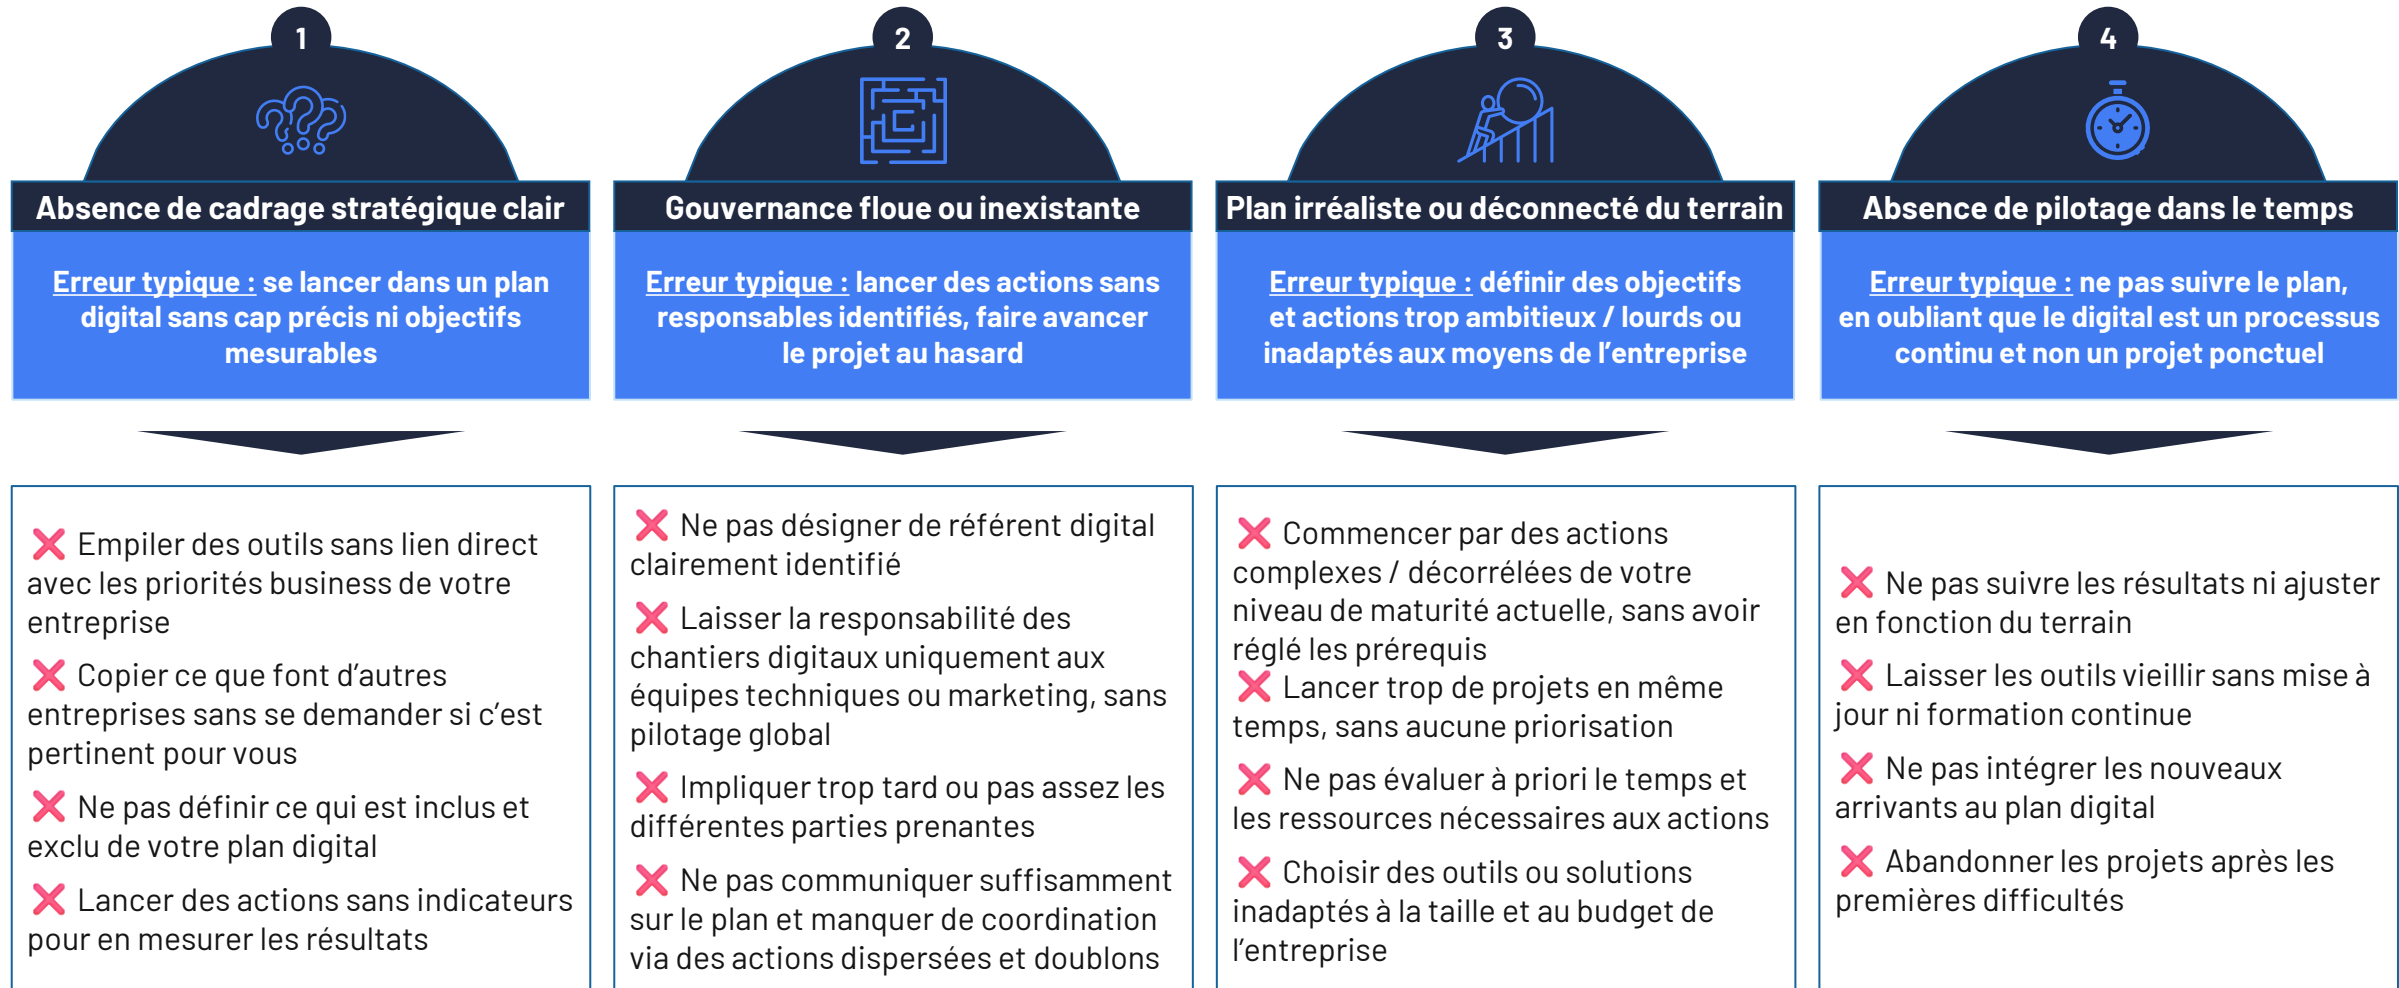 1
Absence de cadrage stratégique clair
Erreur typique : se lancer dans un plan
digital sans cap précis ni objectifs
mesurables
❌ Empiler des outils sans lien direct
avec les priorités business de votre
entreprise
❌ Copier ce que font d’autres
entreprises sans se demander si c’est
pertinent pour vous
❌ Ne pas définir ce qui est inclus et
exclu de votre plan digital
❌ Lancer des actions sans indicateurs
pour en mesurer les résultats
2
Gouvernance floue ou inexistante
Erreur typique : lancer des actions sans
responsables identifiés, faire avancer
le projet au hasard
❌ Ne pas désigner de référent digital
clairement identifié
❌ Laisser la responsabilité des
chantiers digitaux uniquement aux
équipes techniques ou marketing, sans
pilotage global
❌ Impliquer trop tard ou pas assez les
différentes parties prenantes
❌ Ne pas communiquer suffisamment
sur le plan et manquer de coordination
via des actions dispersées et doublons
3
Plan irréaliste ou déconnecté du terrain
Erreur typique : définir des objectifs
et actions trop ambitieux / lourds ou
inadaptés aux moyens de l’entreprise
❌ Commencer par des actions
complexes / décorrélées de votre
niveau de maturité actuelle, sans avoir
réglé les prérequis
❌ Lancer trop de projets en même
temps, sans aucune priorisation
❌ Ne pas évaluer à priori le temps et
les ressources nécessaires aux actions
❌ Choisir des outils ou solutions
inadaptés à la taille et au budget de
l’entreprise
4
Absence de pilotage dans le temps
Erreur typique : ne pas suivre le plan,
en oubliant que le digital est un processus
continu et non un projet ponctuel
❌ Ne pas suivre les résultats ni ajuster
en fonction du terrain
❌ Laisser les outils vieillir sans mise à
jour ni formation continue
❌ Ne pas intégrer les nouveaux
arrivants au plan digital
❌ Abandonner les projets après les
premières difficultés